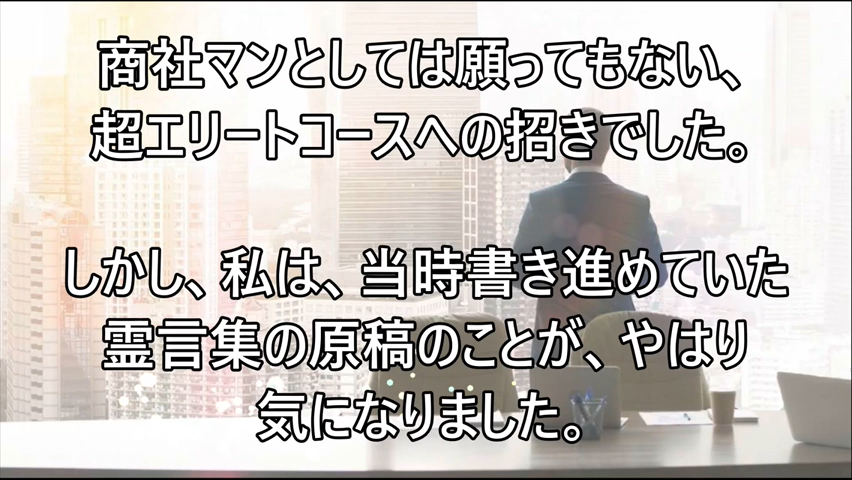 商社マンとしては願ってもない、
超エリートコースへの招きでした。
しかし、私は、当時書き進めていた
霊言集の原稿のことが、やはり
気になりました。